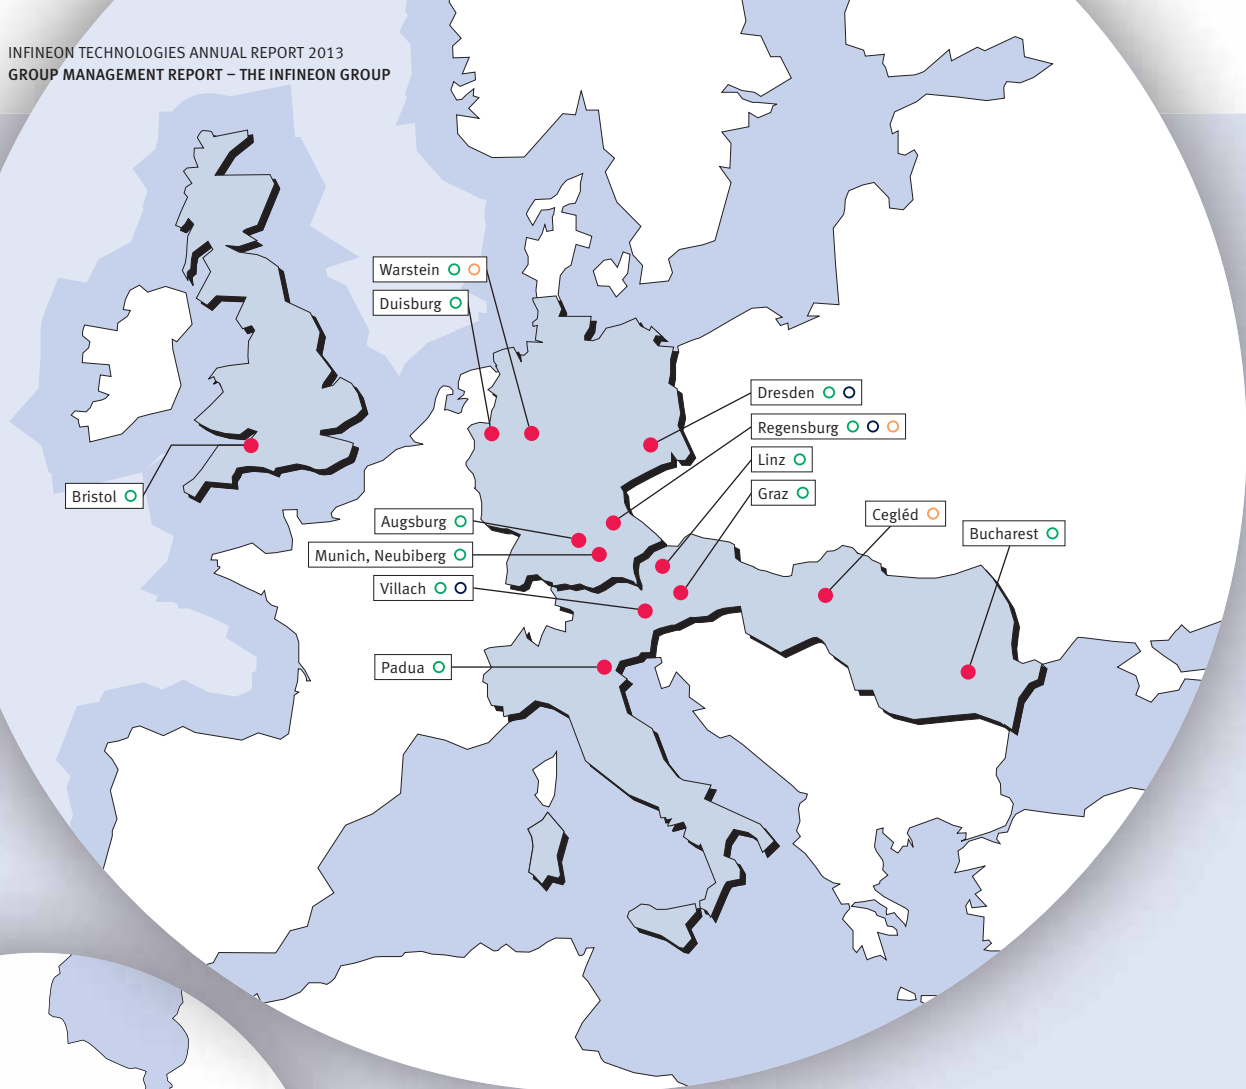 INFINEON TECHNOLOGIES ANNUAL REPORT 2013
GROUP MANAGEMENT REPORT – THE INFINEON GROUP
Warstein
Duisburg
Dresden
Regensburg
Linz
Graz
Bristol
Augsburg
Cegléd
Bucharest
Munich, Neubiberg
Villach
Padua